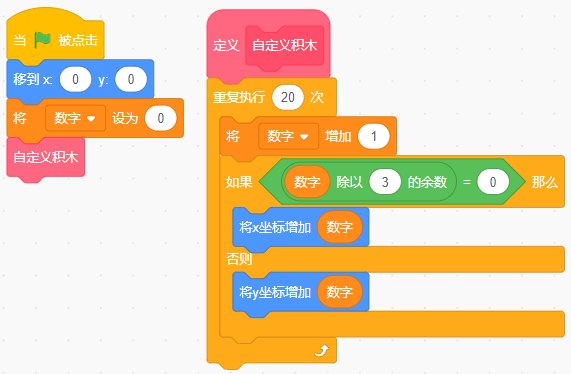 当 被点击
移到 x: 0 y: 0
将 数字 设为 0
自定义积木
定义 自定义积木
重复执行 20 次
将 数字 增加 1
如果 数字 除以 3 的余数 = 0 那么
将x坐标增加 数字
否则
将y坐标增加 数字